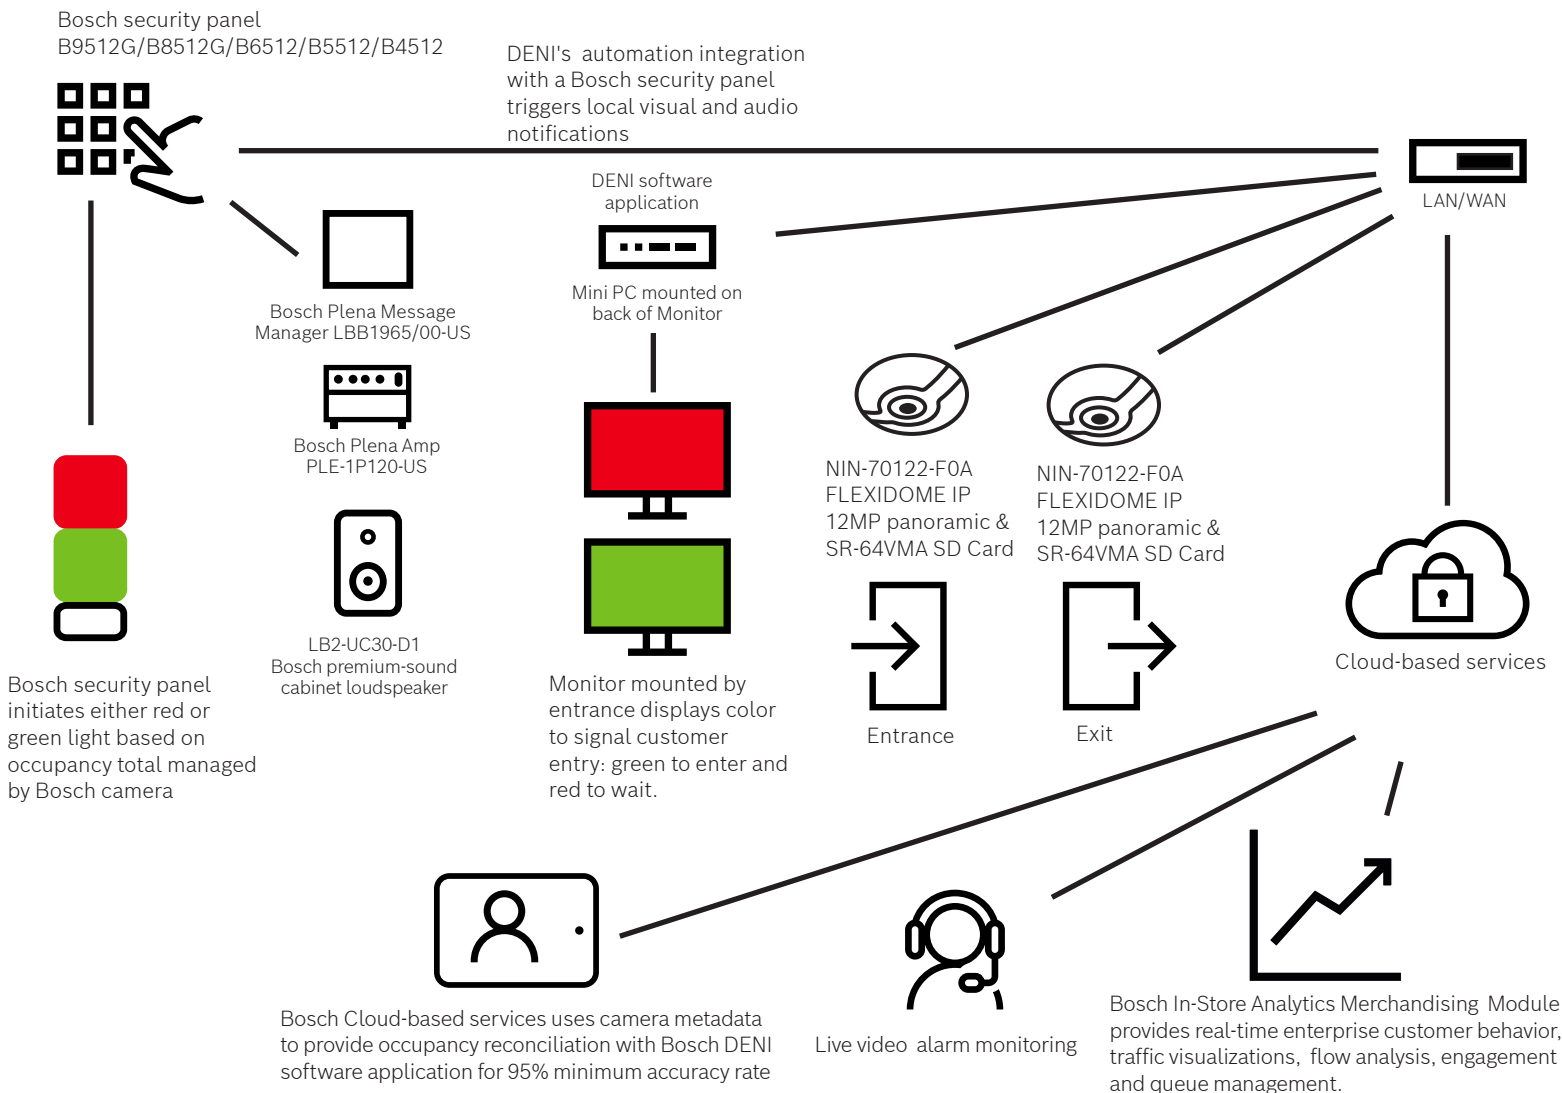 Bosch security panel
B9512G/B8512G/B6512/B5512/B4512
DENI's automation integration
with a Bosch security panel
triggers local visual and audio
notifications
LAN/WAN
DENI software
application
Mini PC mounted on
back of Monitor
Bosch Plena Message
Manager LBB1965/00-US
Bosch Plena Amp
PLE-1P120-US
LB2-UC30-D1
Bosch premium-sound
cabinet loudspeaker
NIN-70122-F0A
FLEXIDOME IP
12MP panoramic &
SR-64VMA SD Card
NIN-70122-F0A
FLEXIDOME IP
12MP panoramic &
SR-64VMA SD Card
Bosch security panel
initiates either red or
green light based on
occupancy total managed
by Bosch camera
Monitor mounted by
entrance displays color
to signal customer
entry: green to enter and
red to wait.
Entrance
Exit
Cloud-based services
Bosch Cloud-based services uses camera metadata
to provide occupancy reconciliation with Bosch DENI
software application for 95% minimum accuracy rate
Live video alarm monitoring
Bosch In-Store Analytics Merchandising Module
provides real-time enterprise customer behavior,
traffic visualizations, flow analysis, engagement
and queue management.